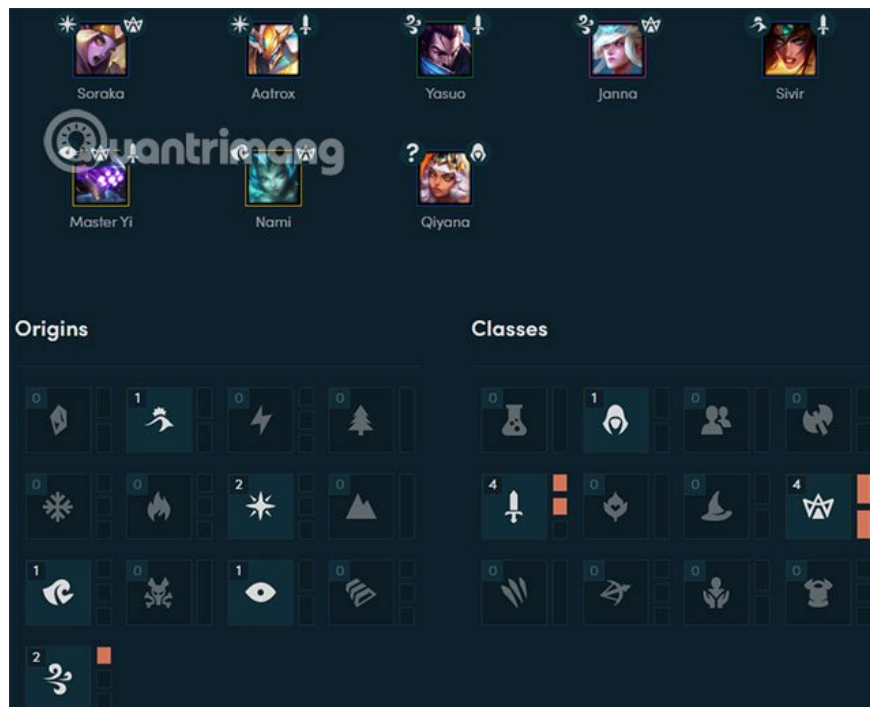 Soraka Aatrox Yasuo Janna Sivir
Quantrimang
?
Master Yi Nami Qiyana
Origins Classes
0 1 0 0 0 1 0 0
0 0 2 0 4 0 0 4
1 0 1 0 0 0 0 0
2